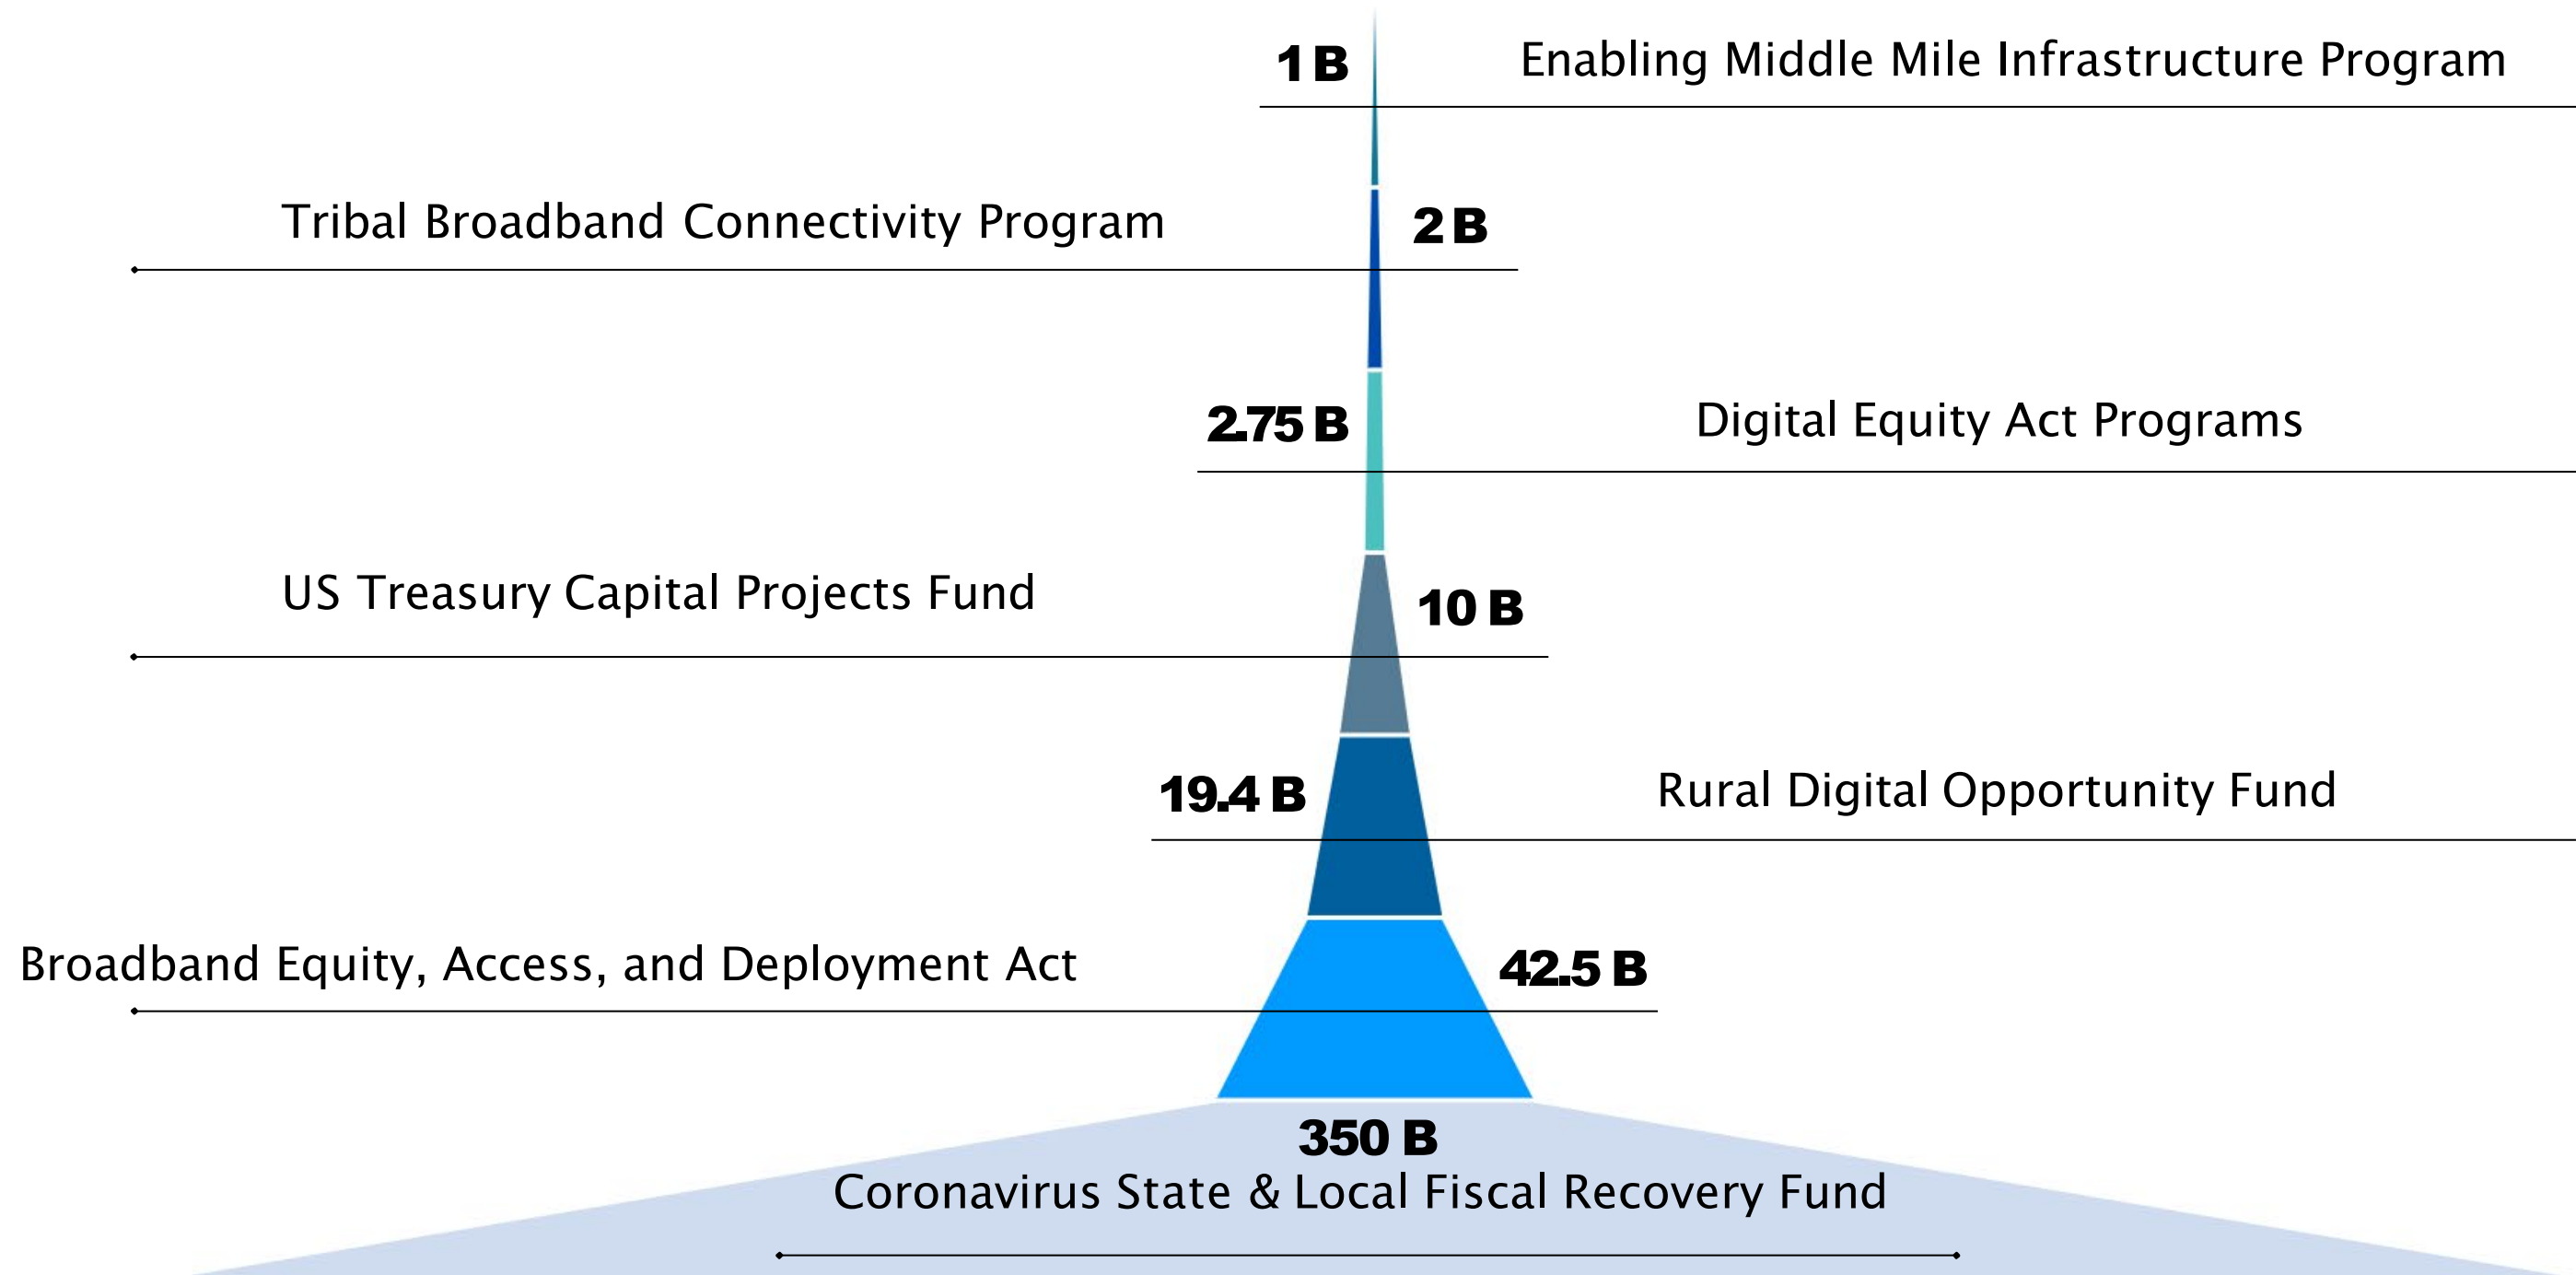 1 B
Enabling Middle Mile Infrastructure Program
Tribal Broadband Connectivity Program
2 B
2.75 B
Digital Equity Act Programs
US Treasury Capital Projects Fund
10 B
19.4 B
Rural Digital Opportunity Fund
Broadband Equity, Access, and Deployment Act
42.5 B
350 B
Coronavirus State & Local Fiscal Recovery Fund